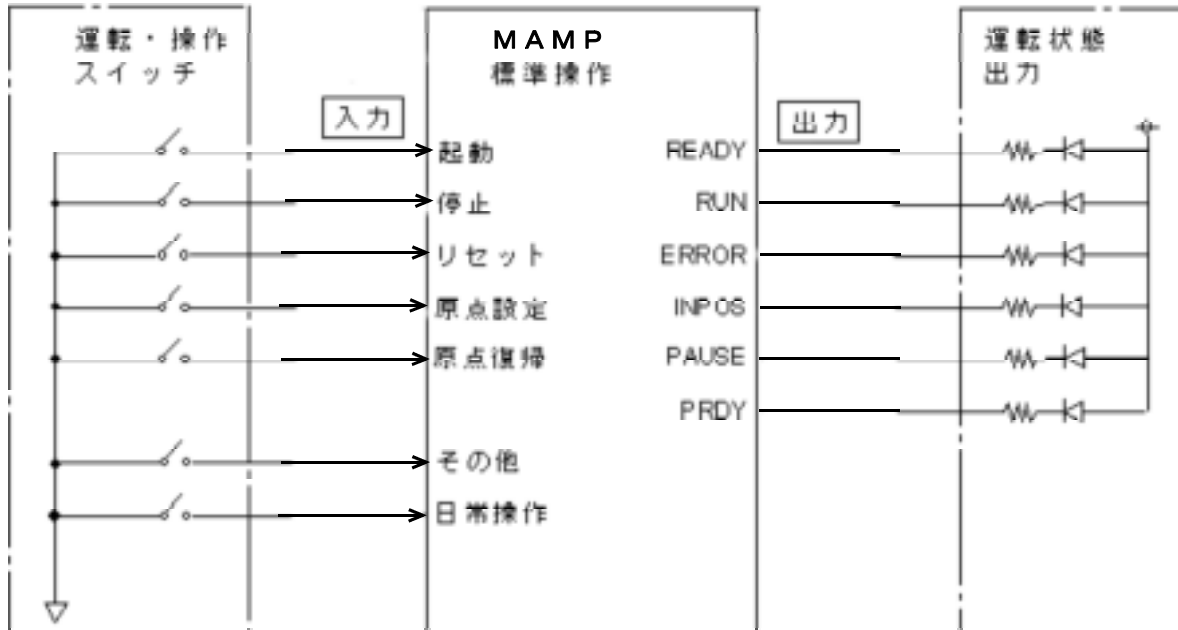 運転・操作
スイッチ
入力
ＭＡＭＰ
標準操作
起動
停止
リセット
原点設定
原点復帰
その他
日常操作
READY
RUN
ERROR
INPOS
PAUSE
PRDY
出力
運転状態
出力